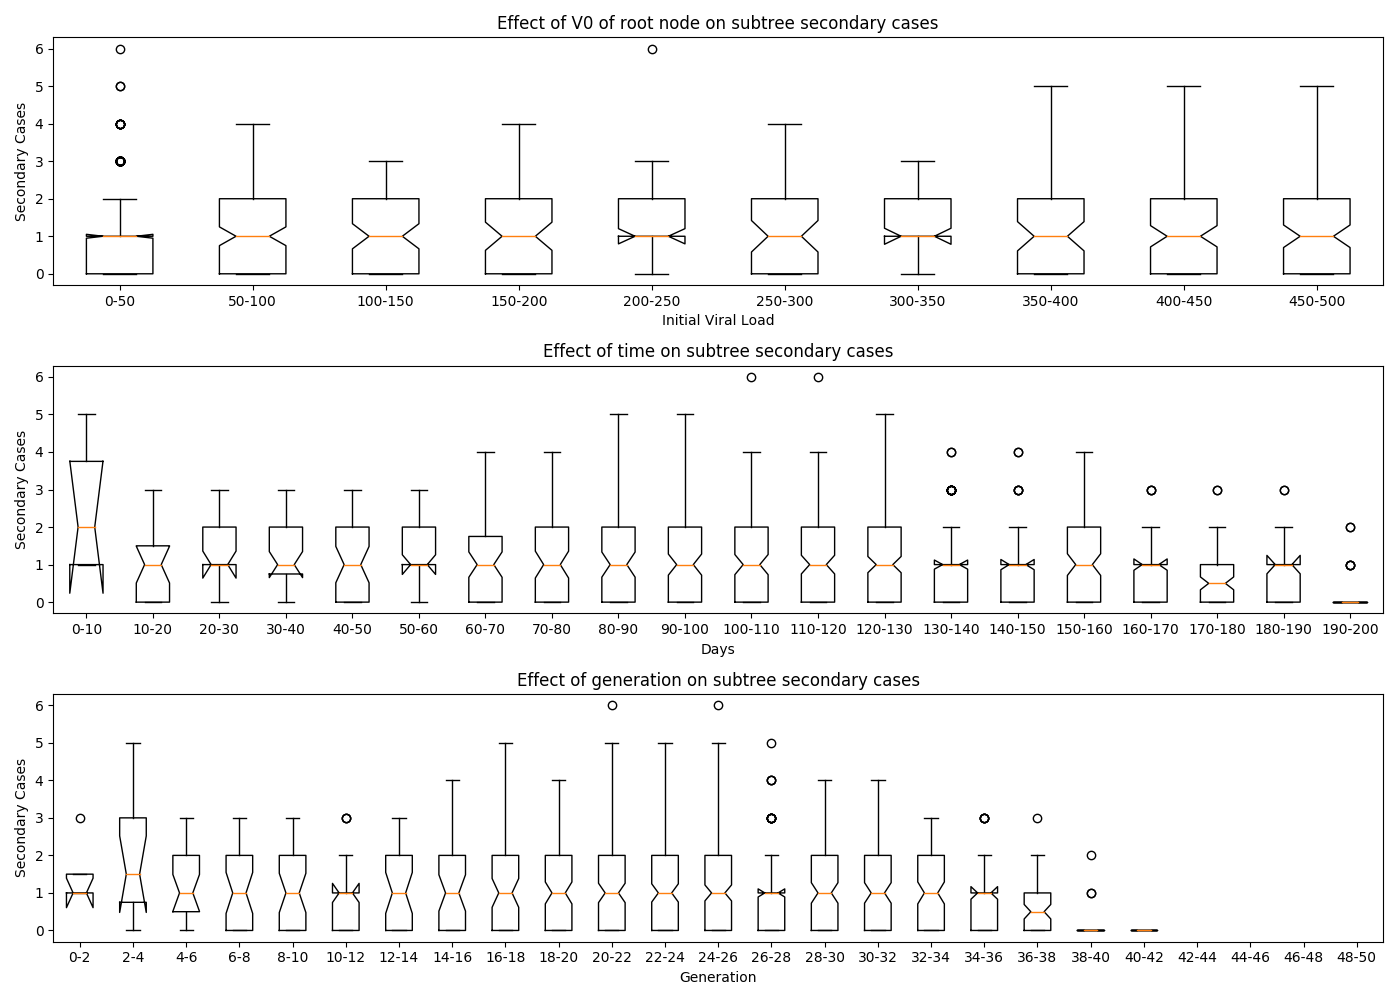 Effect of V0 of root node on subtree secondary cases
Secondary Cases
6
5
4
3
2
1
0
0-50 50-100 100-150 150-200 200-250 250-300 300-350 350-400 400-450 450-500
Initial Viral Load
Effect of time on subtree secondary cases
Secondary Cases
6
5
4
3
2
1
0
0-10 10-20 20-30 30-40 40-50 50-60 60-70 70-80 80-90 90-100 100-110 110-120 120-130 130-140 140-150 150-160 160-170 170-180 180-190 190-200
Days
Effect of generation on subtree secondary cases
Secondary Cases
6
5
4
3
2
1
0
0-2 2-4 4-6 6-8 8-10 10-12 12-14 14-16 16-18 18-20 20-22 22-24 24-26 26-28 28-30 30-32 32-34 34-36 36-38 38-40 40-42 42-44 44-46 46-48 48-50
Generation